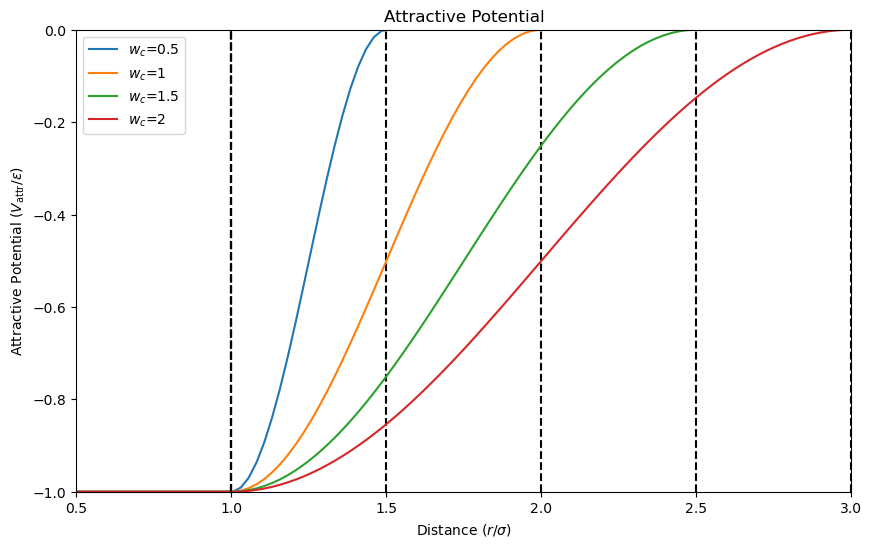 Attractive Potential
w_c=0.5
w_c=1
w_c=1.5
w_c=2
Attractive Potential (V_attr/ε)
0.0
−0.2
−0.4
−0.6
−0.8
−1.0
0.5 1.0 1.5 2.0 2.5 3.0
Distance (r/σ)